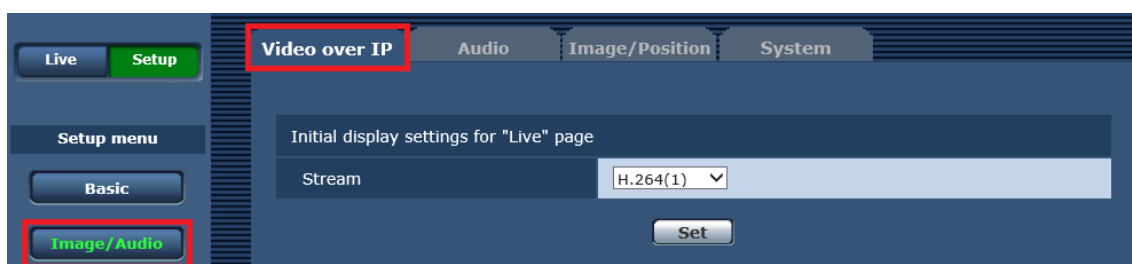 Live Setup
Video over IP Audio Image/Position System
Setup menu
Initial display settings for "Live" page
Basic
Stream H.264(1)
Image/Audio
Set